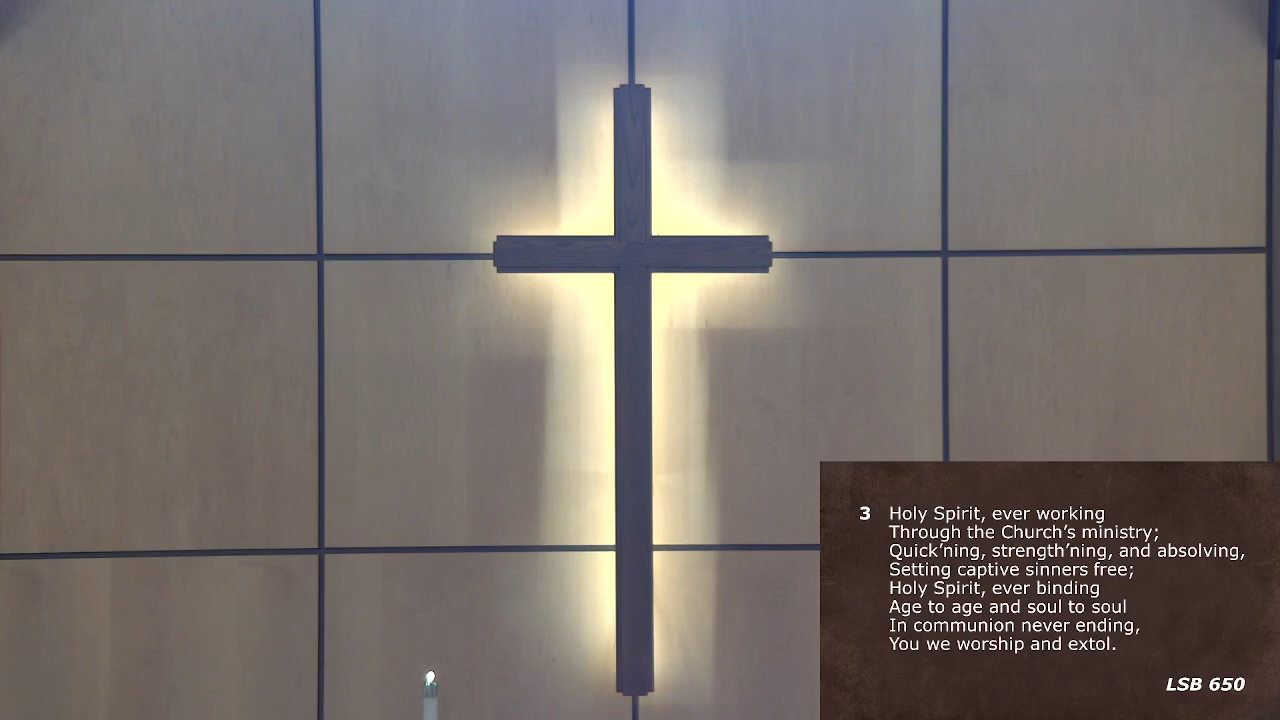 3 Holy Spirit, ever working
Through the Church's ministry;
Quick'ning, strength'ning, and absolving,
Setting captive sinners free;
Holy Spirit, ever binding
Age to age and soul to soul
In communion never ending,
You we worship and extol.
LSB 650